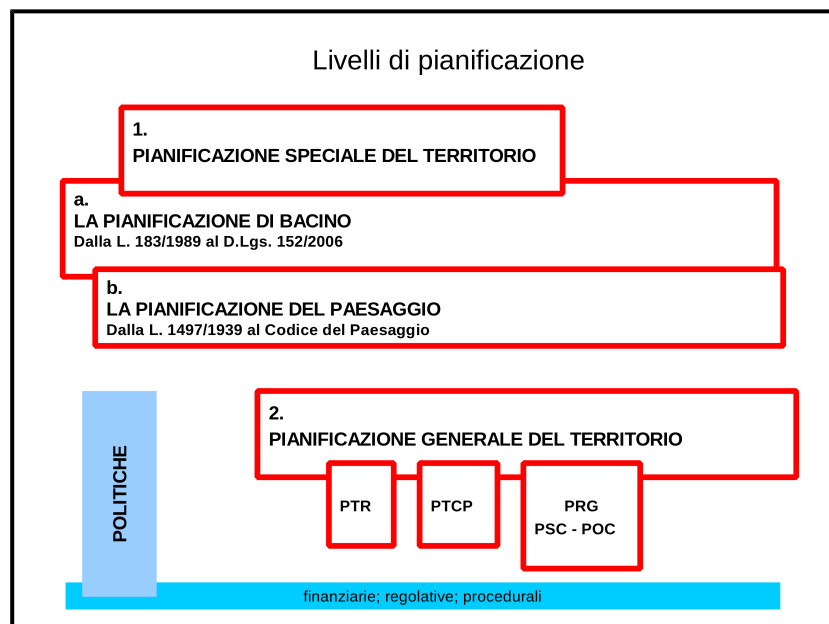 Livelli di pianificazione
1.
PIANIFICAZIONE SPECIALE DEL TERRITORIO
a.
LA PIANIFICAZIONE DI BACINO
Dalla L. 183/1989 al D.Lgs. 152/2006
b.
LA PIANIFICAZIONE DEL PAESAGGIO
Dalla L. 1497/1939 al Codice del Paesaggio
2.
PIANIFICAZIONE GENERALE DEL TERRITORIO
PTR
PTCP
PRG
PSC - POC
POLITICHE
finanziarie; regolative; procedurali